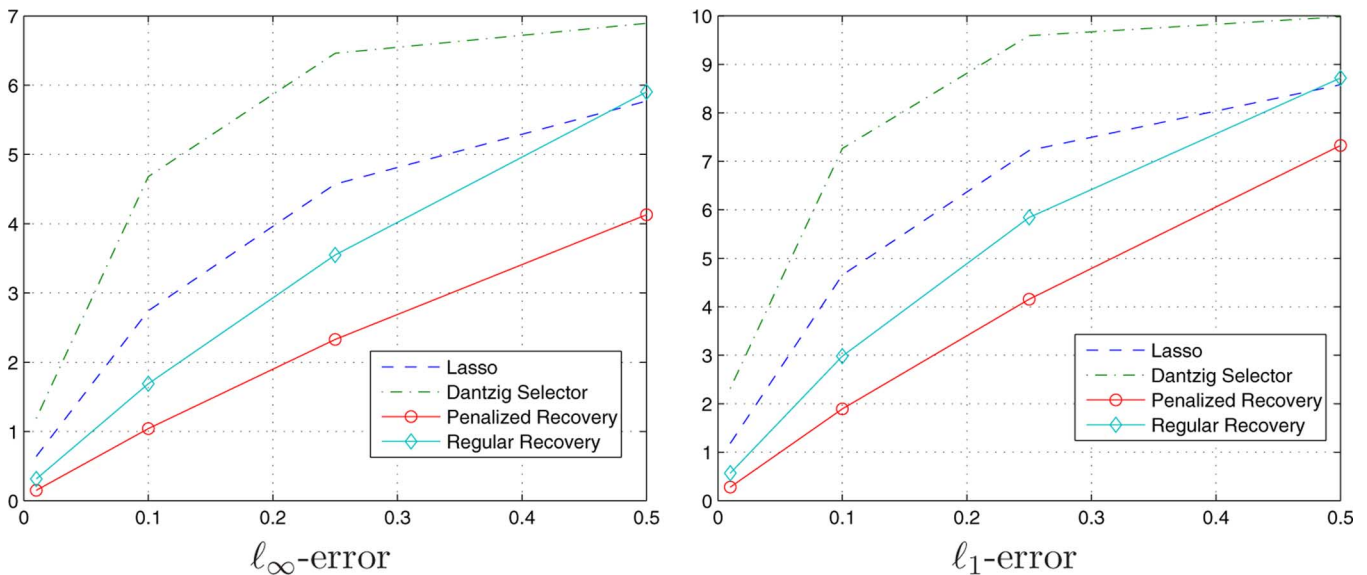 7
6
5
4
3
2
1
0
0 0.1 0.2 0.3 0.4 0.5
Lasso
Dantzig Selector
Penalized Recovery
Regular Recovery
ℓ∞-error
10
9
8
7
6
5
4
3
2
1
0
0 0.1 0.2 0.3 0.4 0.5
Lasso
Dantzig Selector
Penalized Recovery
Regular Recovery
ℓ1-error